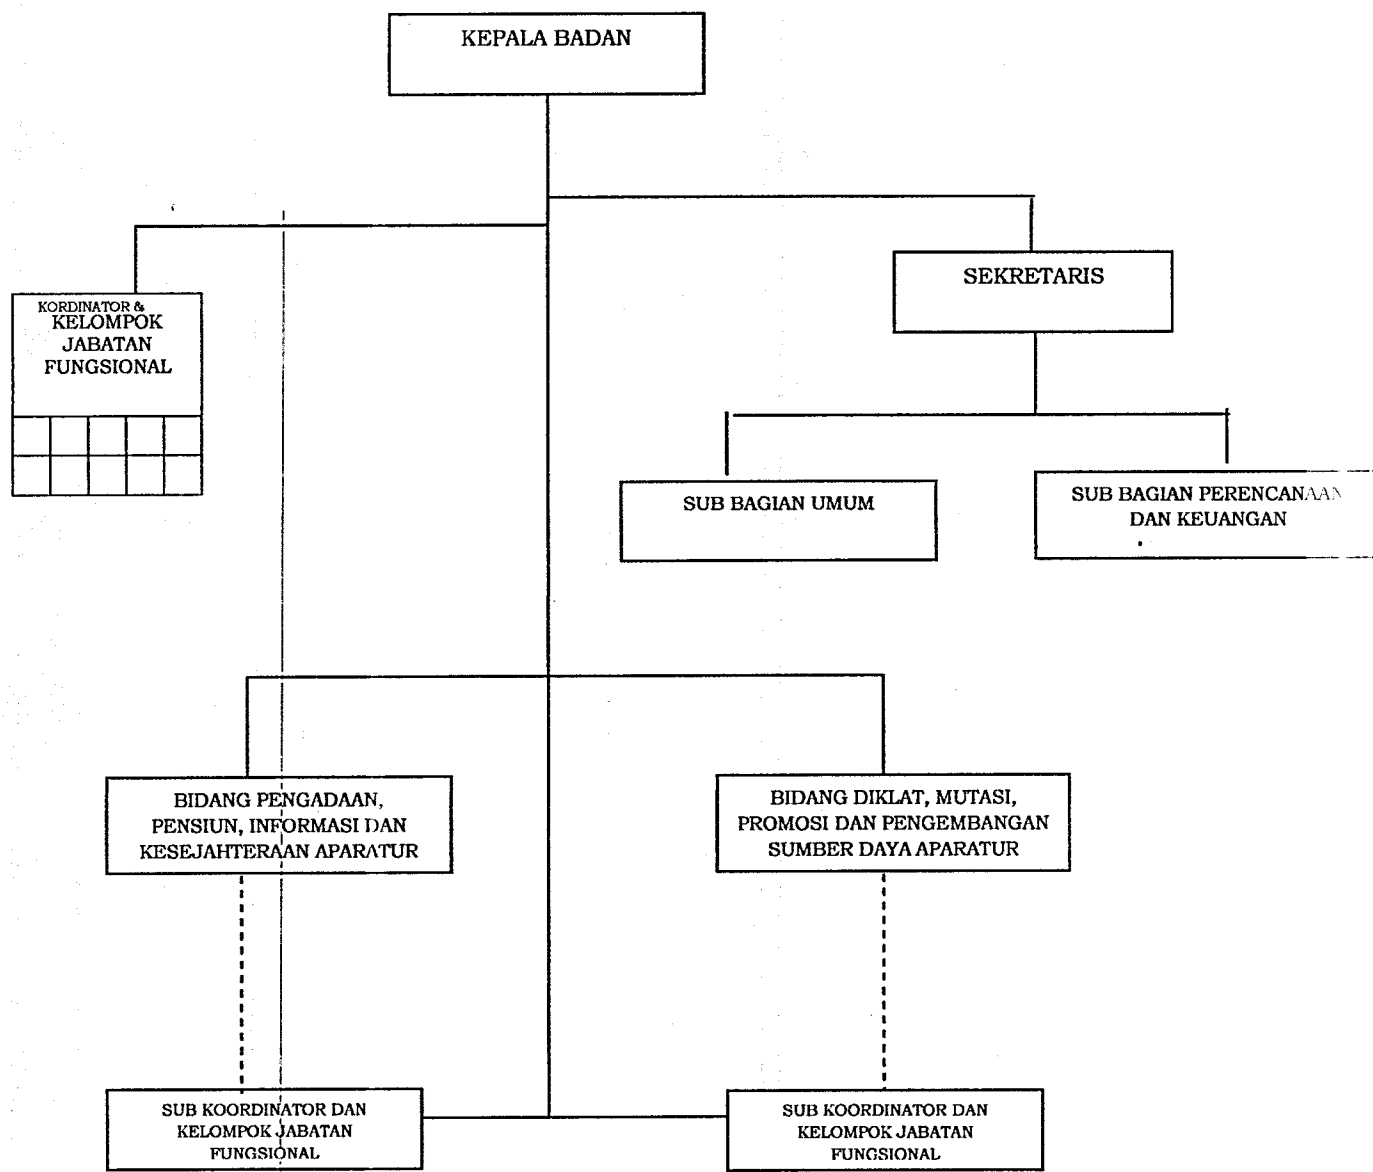 KEPALA BADAN
SEKRETARIS
KORDINATOR &
KELOMPOK
JABATAN
FUNGSIONAL
SUB BAGIAN UMUM
SUB BAGIAN PERENCANAAN
DAN KEUANGAN
BIDANG PENGADAAN,
PENSIUN, INFORMASI DAN
KESEJAHTERAAN APARATUR
BIDANG DIKLAT, MUTASI,
PROMOSI DAN PENGEMBANGAN
SUMBER DAYA APARATUR
SUB KOORDINATOR DAN
KELOMPOK JABATAN
FUNGSIONAL
SUB KOORDINATOR DAN
KELOMPOK JABATAN
FUNGSIONAL